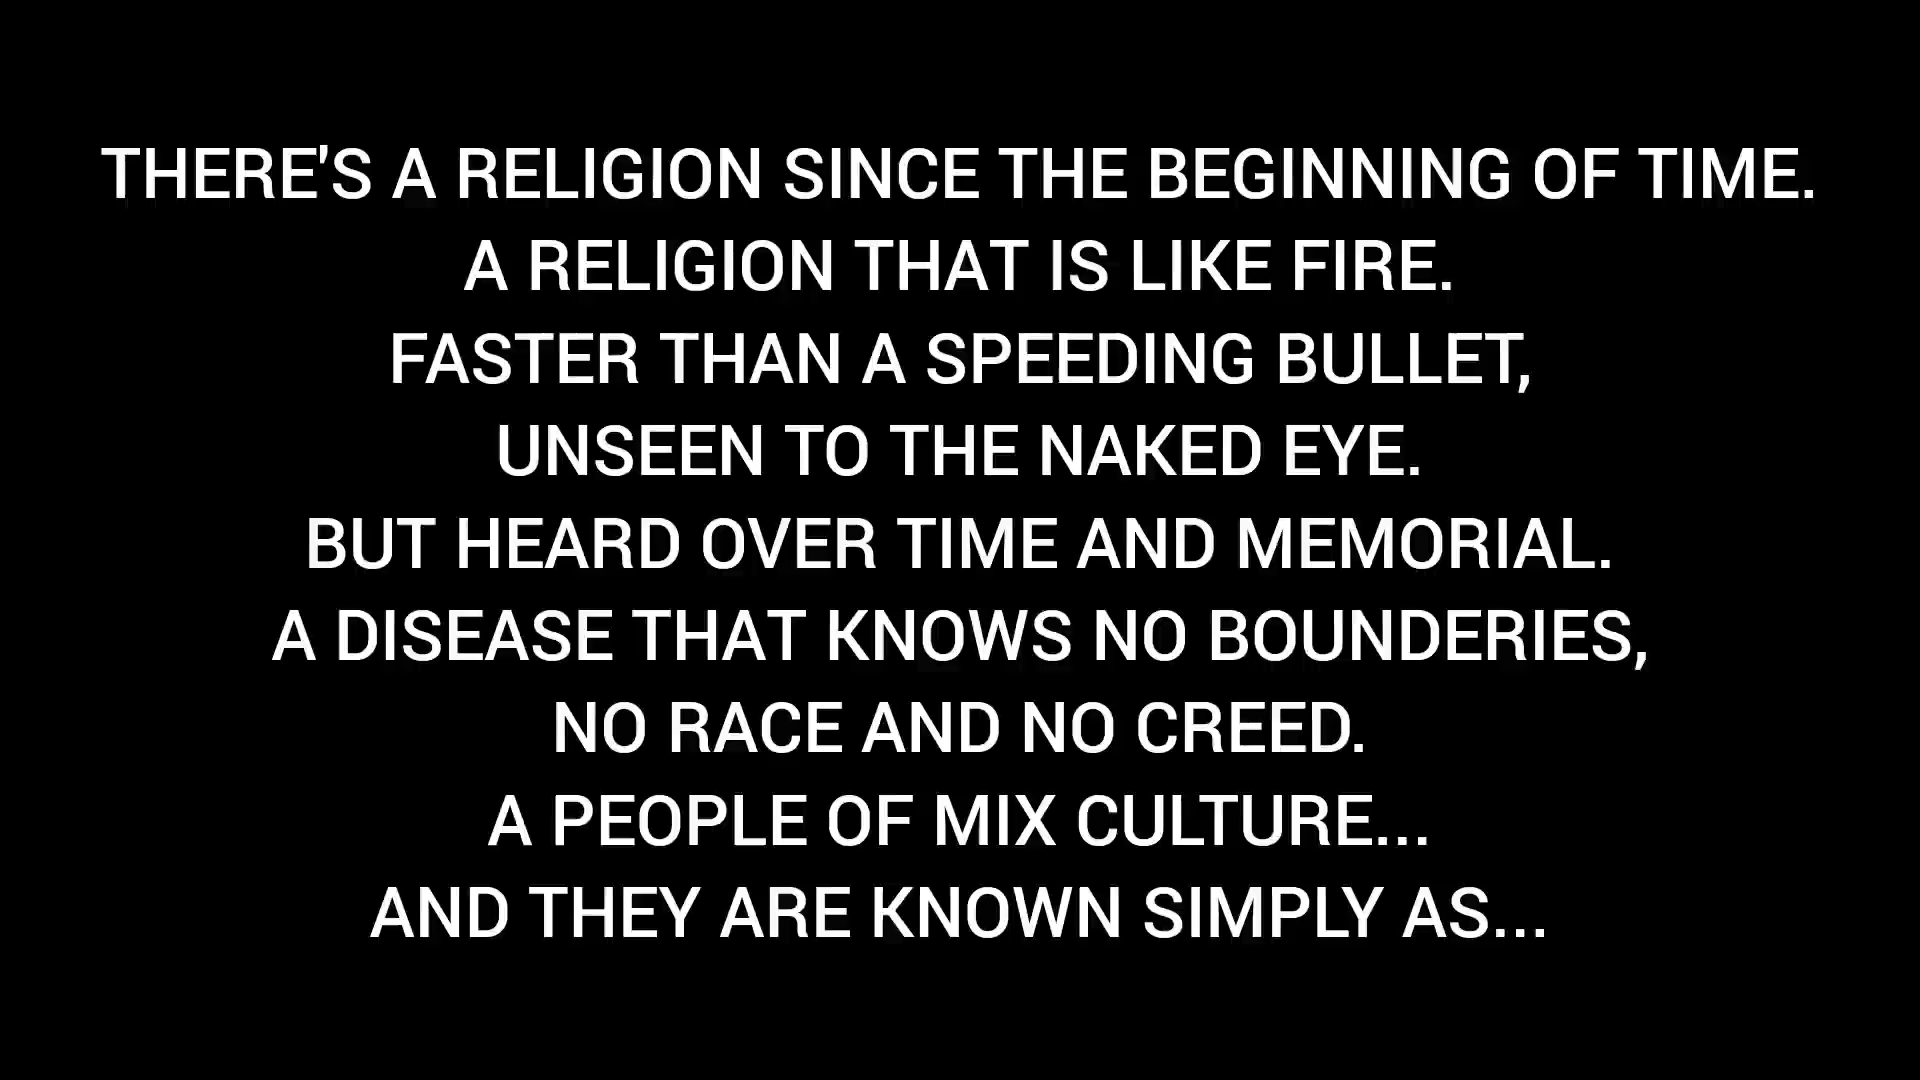 THERE'S A RELIGION SINCE THE BEGINNING OF TIME.
A RELIGION THAT IS LIKE FIRE.
FASTER THAN A SPEEDING BULLET,
UNSEEN TO THE NAKED EYE.
BUT HEARD OVER TIME AND MEMORIAL.
A DISEASE THAT KNOWS NO BOUNDERIES,
NO RACE AND NO CREED.
A PEOPLE OF MIX CULTURE...
AND THEY ARE KNOWN SIMPLY AS...